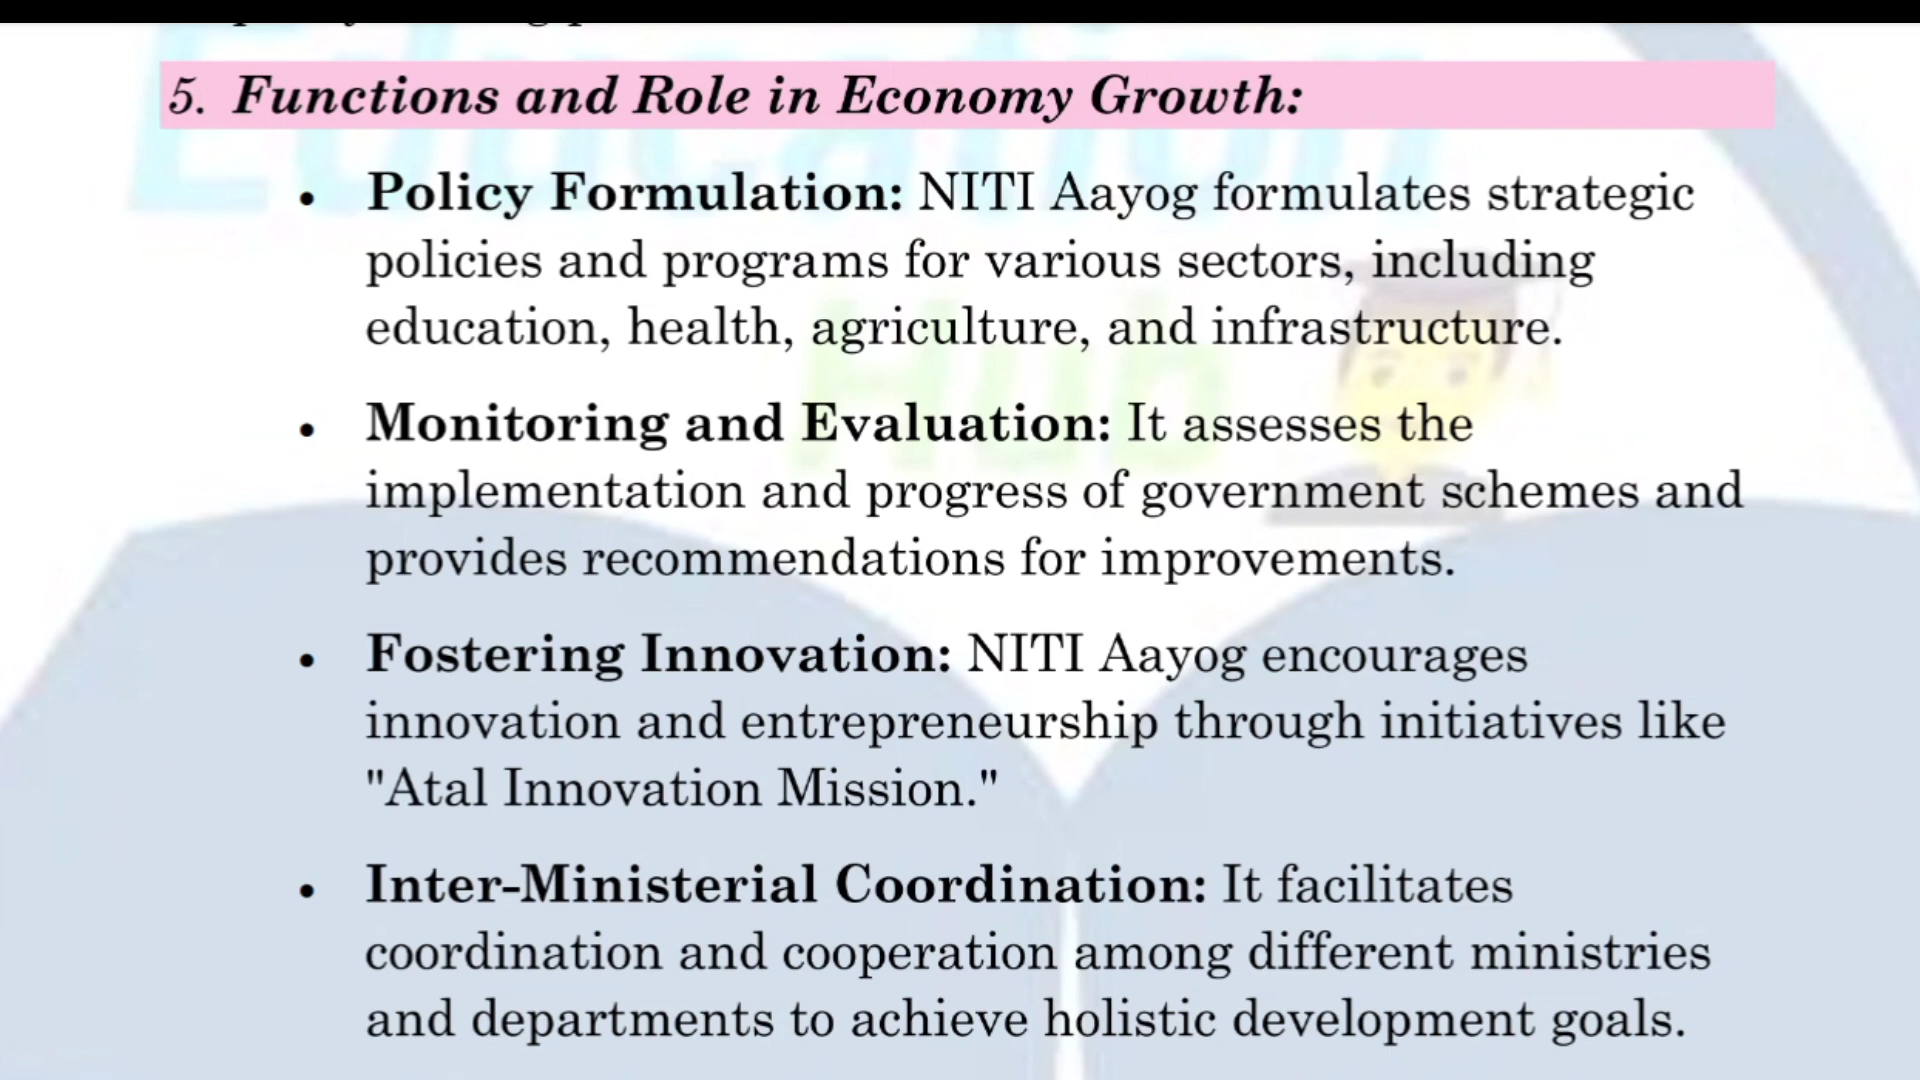 Education
5. Functions and Role in Economy Growth:
• Policy Formulation: NITI Aayog formulates strategic
policies and programs for various sectors, including
education, health, agriculture, and infrastructure.
Hub
• Monitoring and Evaluation: It assesses the
implementation and progress of government schemes and
provides recommendations for improvements.
• Fostering Innovation: NITI Aayog encourages
innovation and entrepreneurship through initiatives like
"Atal Innovation Mission."
• Inter-Ministerial Coordination: It facilitates
coordination and cooperation among different ministries
and departments to achieve holistic development goals.